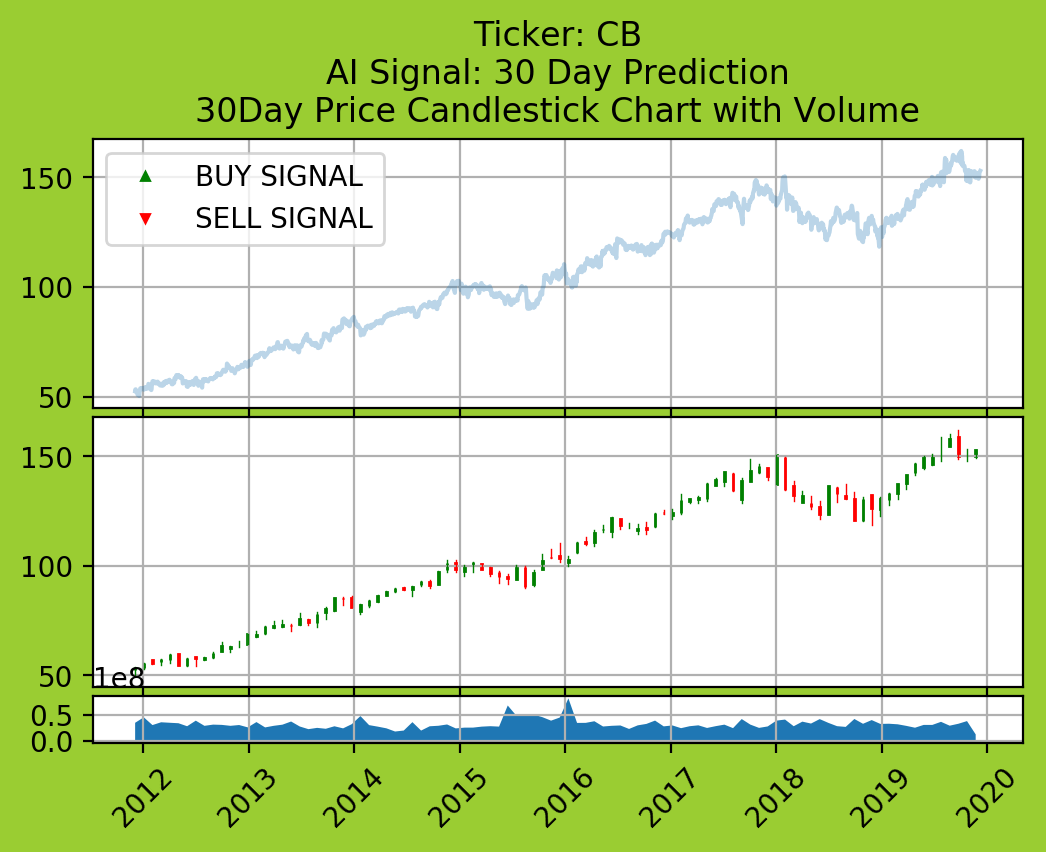 Ticker: CB
AI Signal: 30 Day Prediction
30Day Price Candlestick Chart with Volume
BUY SIGNAL
SELL SIGNAL
150
100
50
150
100
50
1e8
0.5
0.0
2012
2013
2014
2015
2016
2017
2018
2019
2020